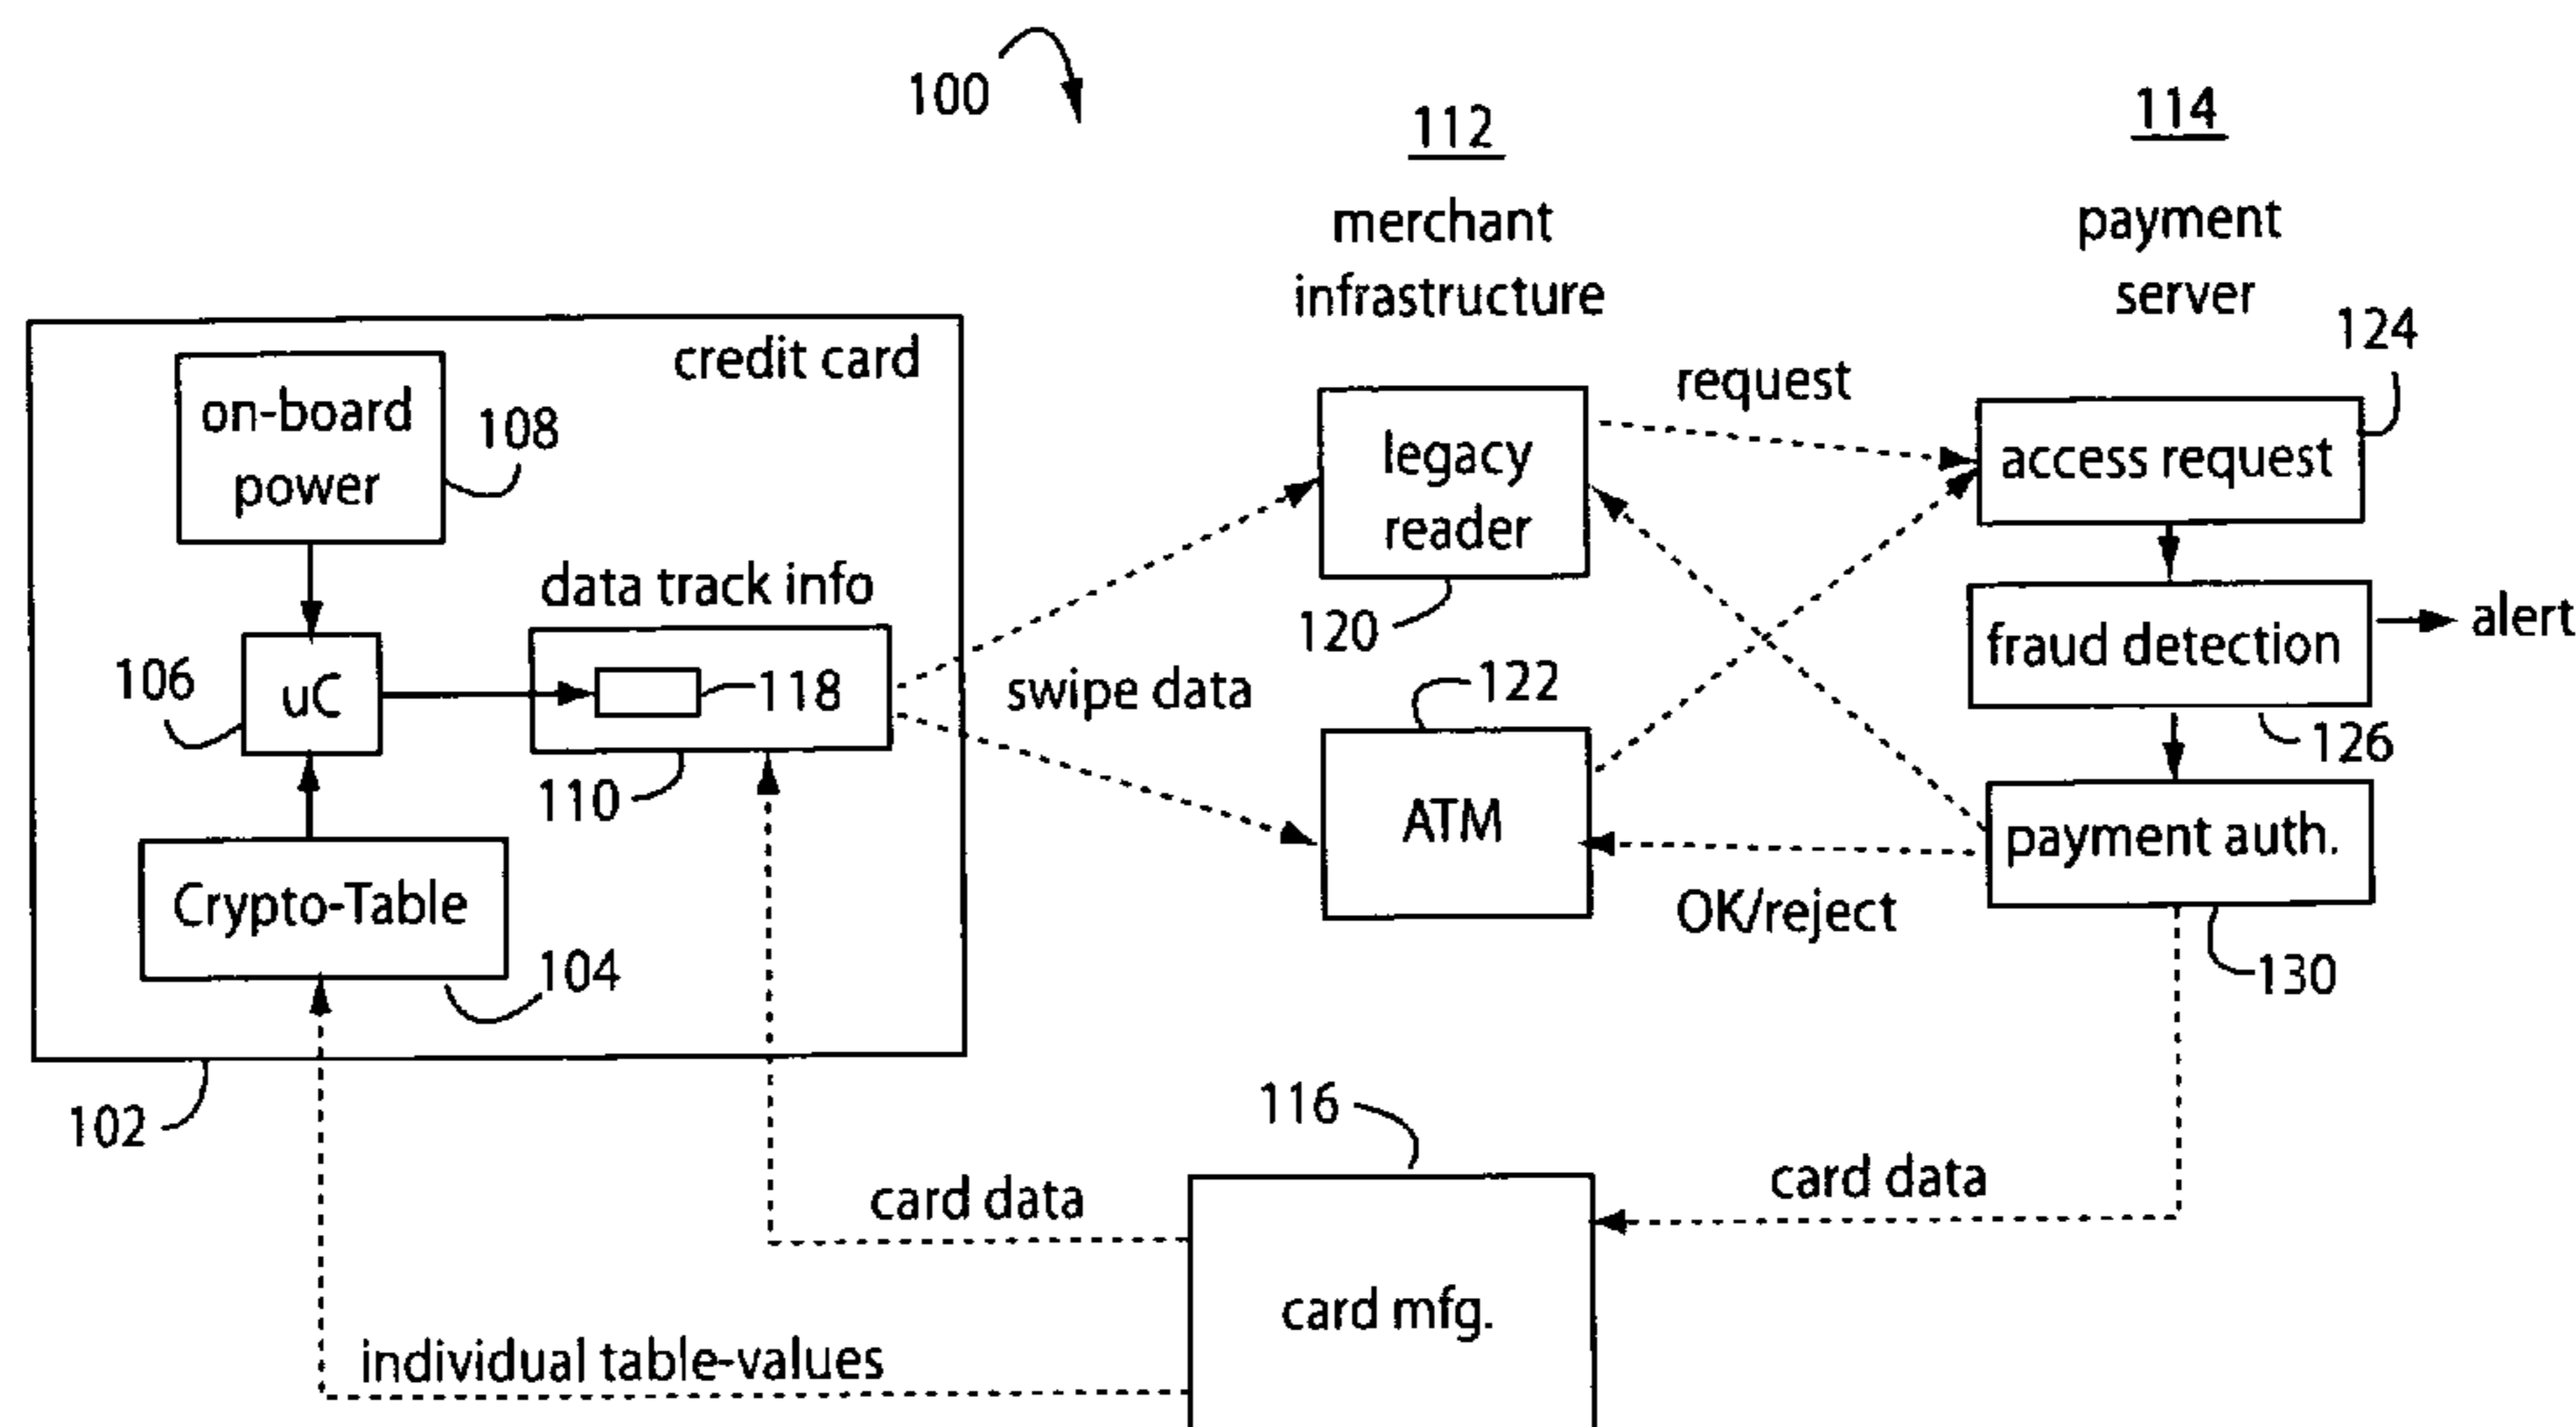 100
112
merchant
infrastructure
114
payment
server
124
credit card
on-board
power
108
data track info
106
uC
118
110
Crypto-Table
104
102
swipe data
legacy
reader
120
122
ATM
request
OK/reject
access request
fraud detection
alert
126
payment auth.
130
116
card data
card data
card mfg.
individual table-values